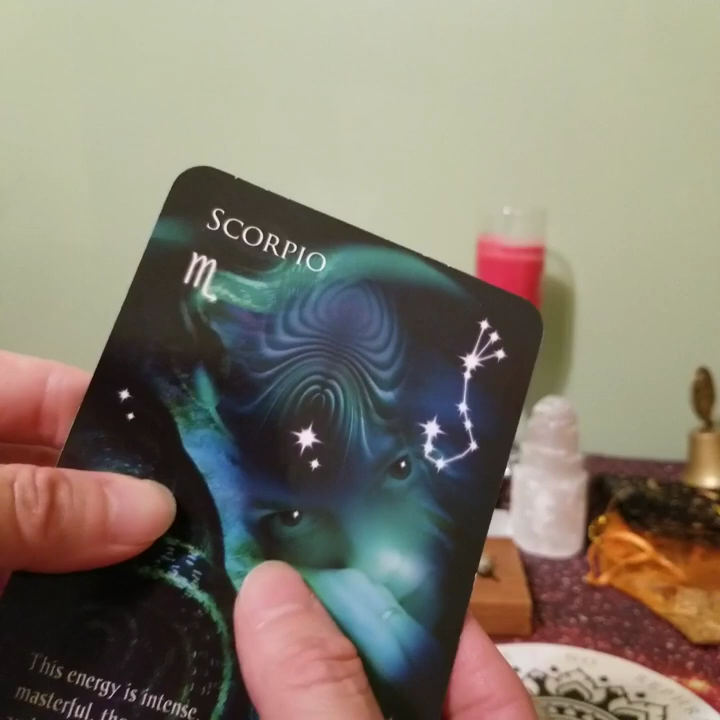 SCORPIO
♏
This energy is intense,
masterful,